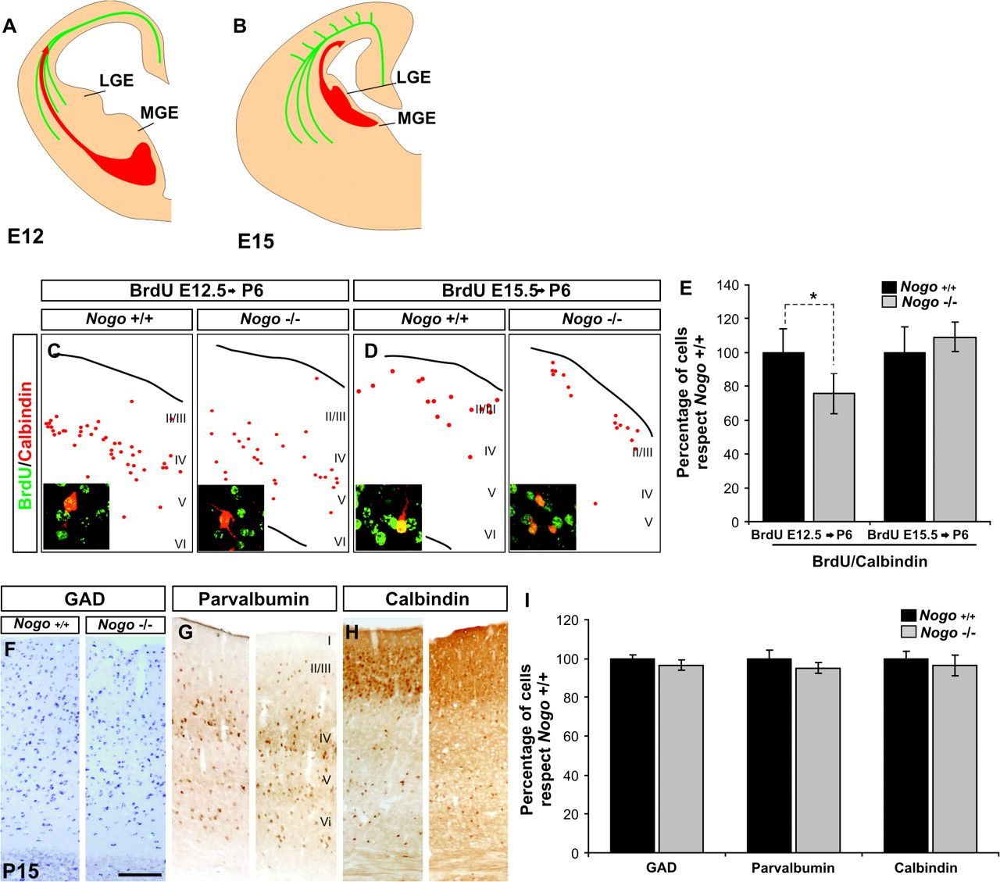 A
B
LGE
MGE
LGE
MGE
E12
E15
BrdU E12.5→ P6
BrdU E15.5→ P6
Nogo +/+
Nogo -/-
Nogo +/+
Nogo -/-
BrdU/Calbindin
C
II/III
IV
V
VI
II/III
IV
V
VI
D
II/III
IV
V
VI
II/III
IV
V
E
140
120
100
80
60
40
20
0
Percentage of cells
respect Nogo +/+
*
Nogo +/+
Nogo -/-
BrdU E12.5 → P6
BrdU E15.5 → P6
BrdU/Calbindin
GAD
Parvalbumin
Calbindin
Nogo +/+
Nogo -/-
F
G
H
I
II/III
IV
V
Vi
P15
I
120
100
80
60
40
20
0
Percentage of cells
respect Nogo +/+
Nogo +/+
Nogo -/-
GAD
Parvalbumin
Calbindin